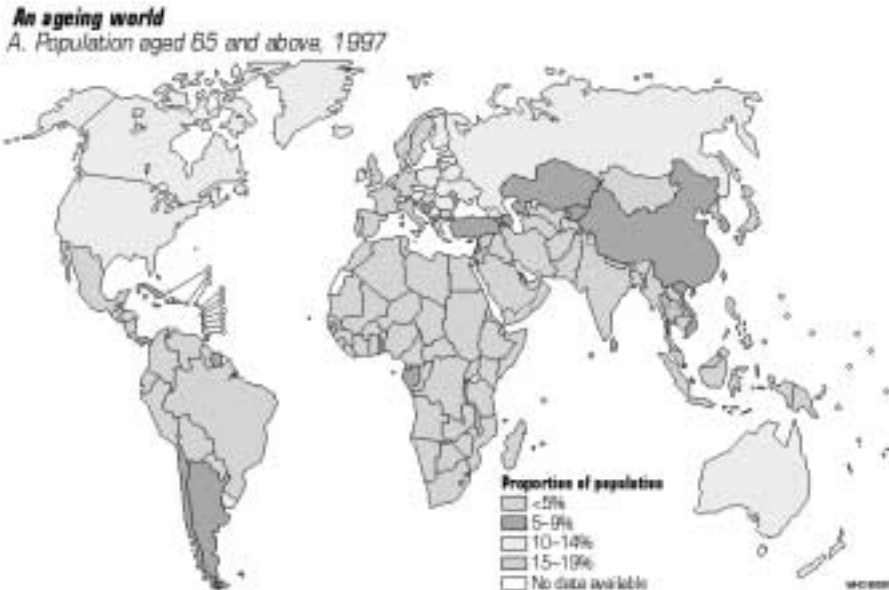 An ageing world
A. Population aged 65 and above, 1997
Proportion of population
<5%
5–9%
10–14%
15–19%
No data available